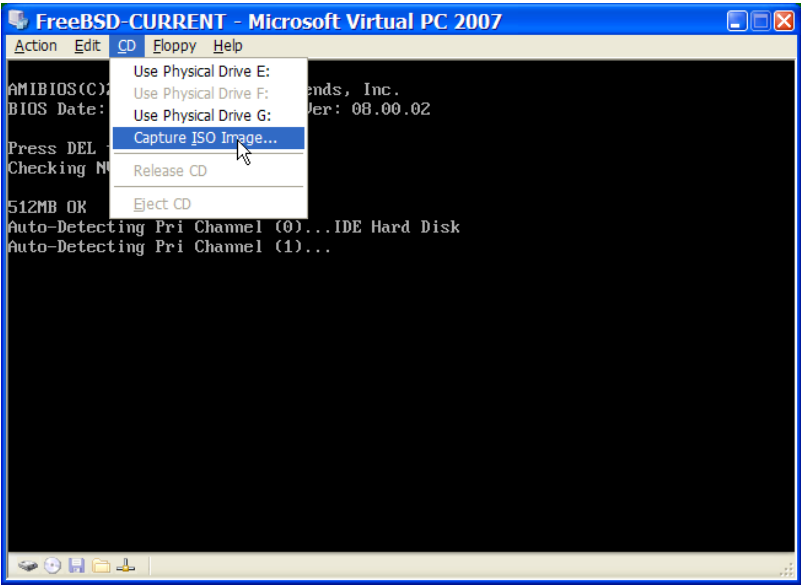 FreeBSD-CURRENT - Microsoft Virtual PC 2007
Action Edit CD Floppy Help
Use Physical Drive E:
Use Physical Drive F:
Use Physical Drive G:
Capture ISO Image...
Release CD
Eject CD
AMIBIOS(C) ends, Inc.
BIOS Date: Ver: 08.00.02
Press DEL
Checking
512MB OK
Auto-Detecting Pri Channel (0)...IDE Hard Disk
Auto-Detecting Pri Channel (1)...